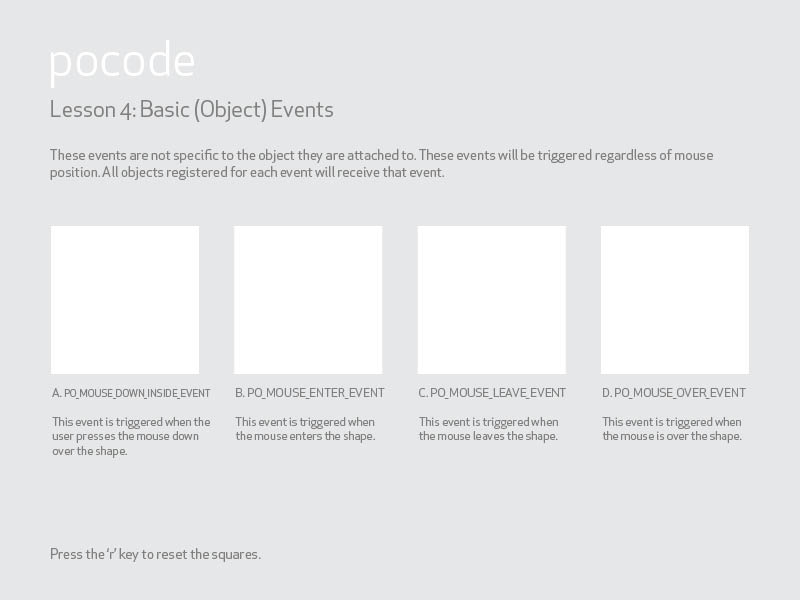 pocode
Lesson 4: Basic (Object) Events
These events are not specific to the object they are attached to. These events will be triggered regardless of mouse
position. All objects registered for each event will receive that event.
A. PO_MOUSE_DOWN_INSIDE_EVENT
This event is triggered when the
user presses the mouse down
over the shape.
B. PO_MOUSE_ENTER_EVENT
This event is triggered when
the mouse enters the shape.
C. PO_MOUSE_LEAVE_EVENT
This event is triggered when
the mouse leaves the shape.
D. PO_MOUSE_OVER_EVENT
This event is triggered when
the mouse is over the shape.
Press the ‘r’ key to reset the squares.